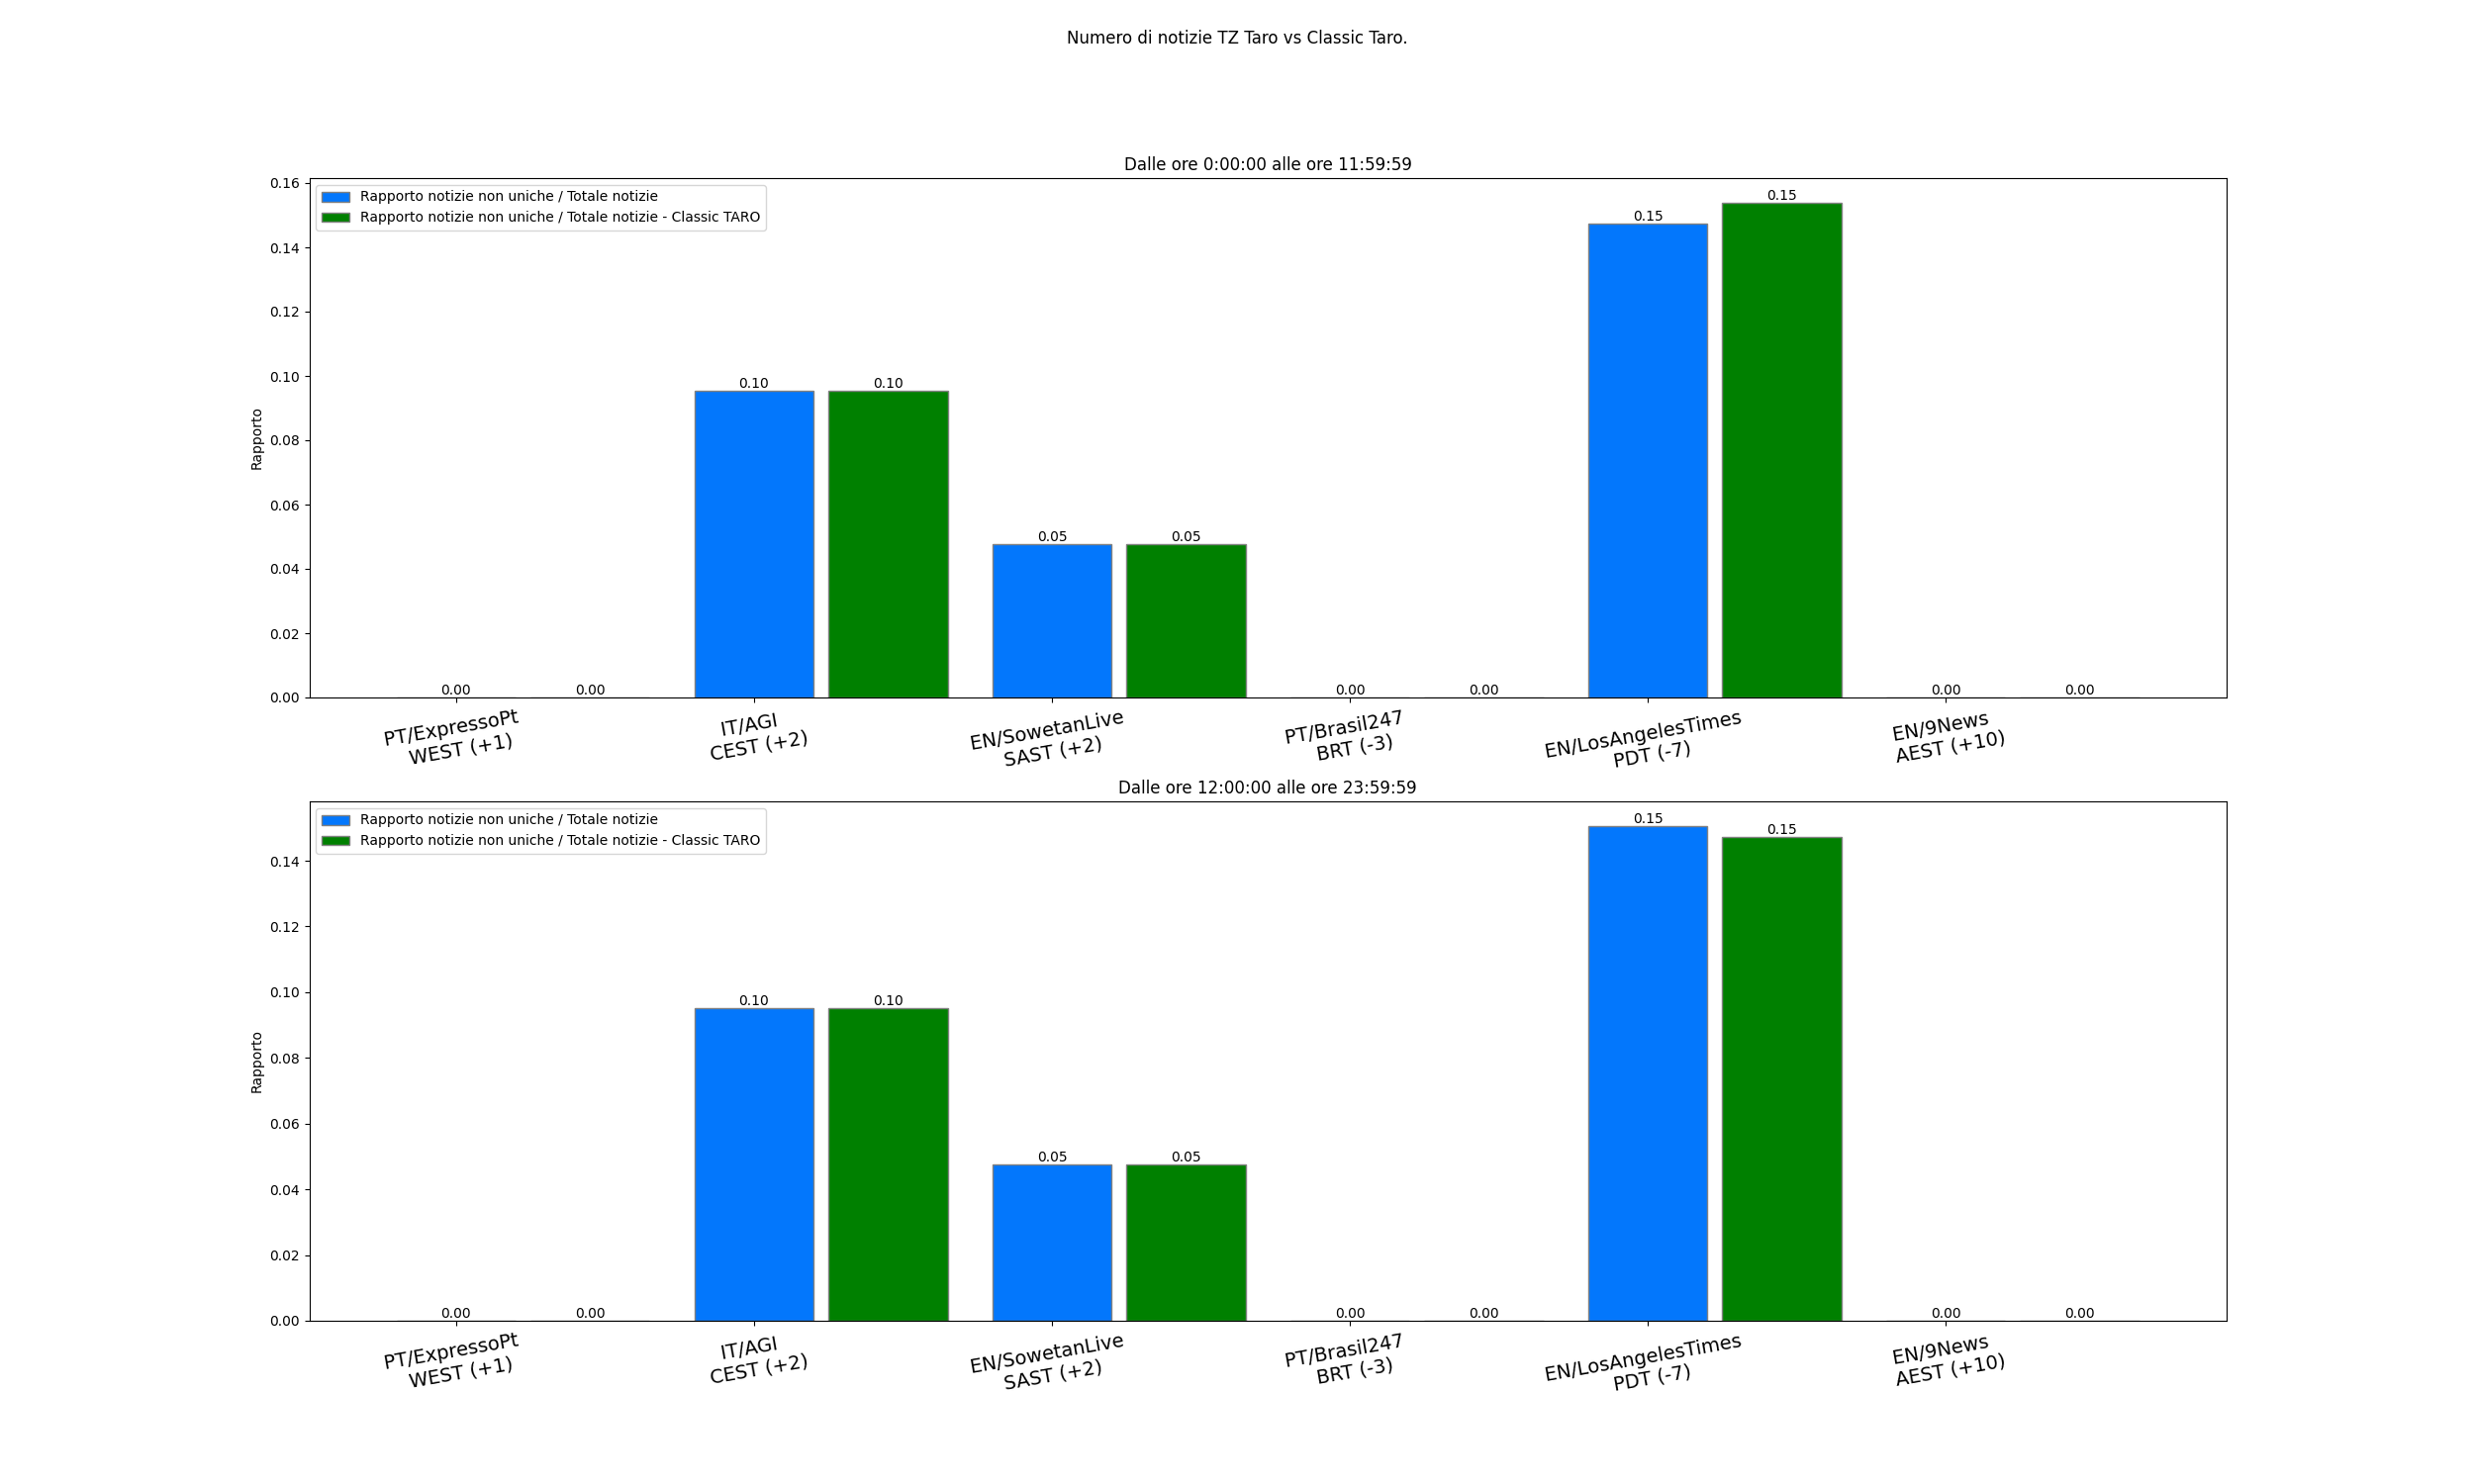 Numero di notizie TZ Taro vs Classic Taro.
Dalle ore 0:00:00 alle ore 11:59:59
Rapporto notizie non uniche / Totale notizie
Rapporto notizie non uniche / Totale notizie - Classic TARO
Rapporto
0.16
0.14
0.12
0.10
0.08
0.06
0.04
0.02
0.00
0.00
0.00
0.10
0.10
0.05
0.05
0.00
0.00
0.15
0.15
0.00
0.00
PT/ExpressoPt
WEST (+1)
IT/AGI
CEST (+2)
EN/SowetanLive
SAST (+2)
PT/Brasil247
BRT (-3)
EN/LosAngelesTimes
PDT (-7)
EN/9News
AEST (+10)
Dalle ore 12:00:00 alle ore 23:59:59
Rapporto notizie non uniche / Totale notizie
Rapporto notizie non uniche / Totale notizie - Classic TARO
Rapporto
0.14
0.12
0.10
0.08
0.06
0.04
0.02
0.00
0.00
0.00
0.10
0.10
0.05
0.05
0.00
0.00
0.15
0.15
0.00
0.00
PT/ExpressoPt
WEST (+1)
IT/AGI
CEST (+2)
EN/SowetanLive
SAST (+2)
PT/Brasil247
BRT (-3)
EN/LosAngelesTimes
PDT (-7)
EN/9News
AEST (+10)